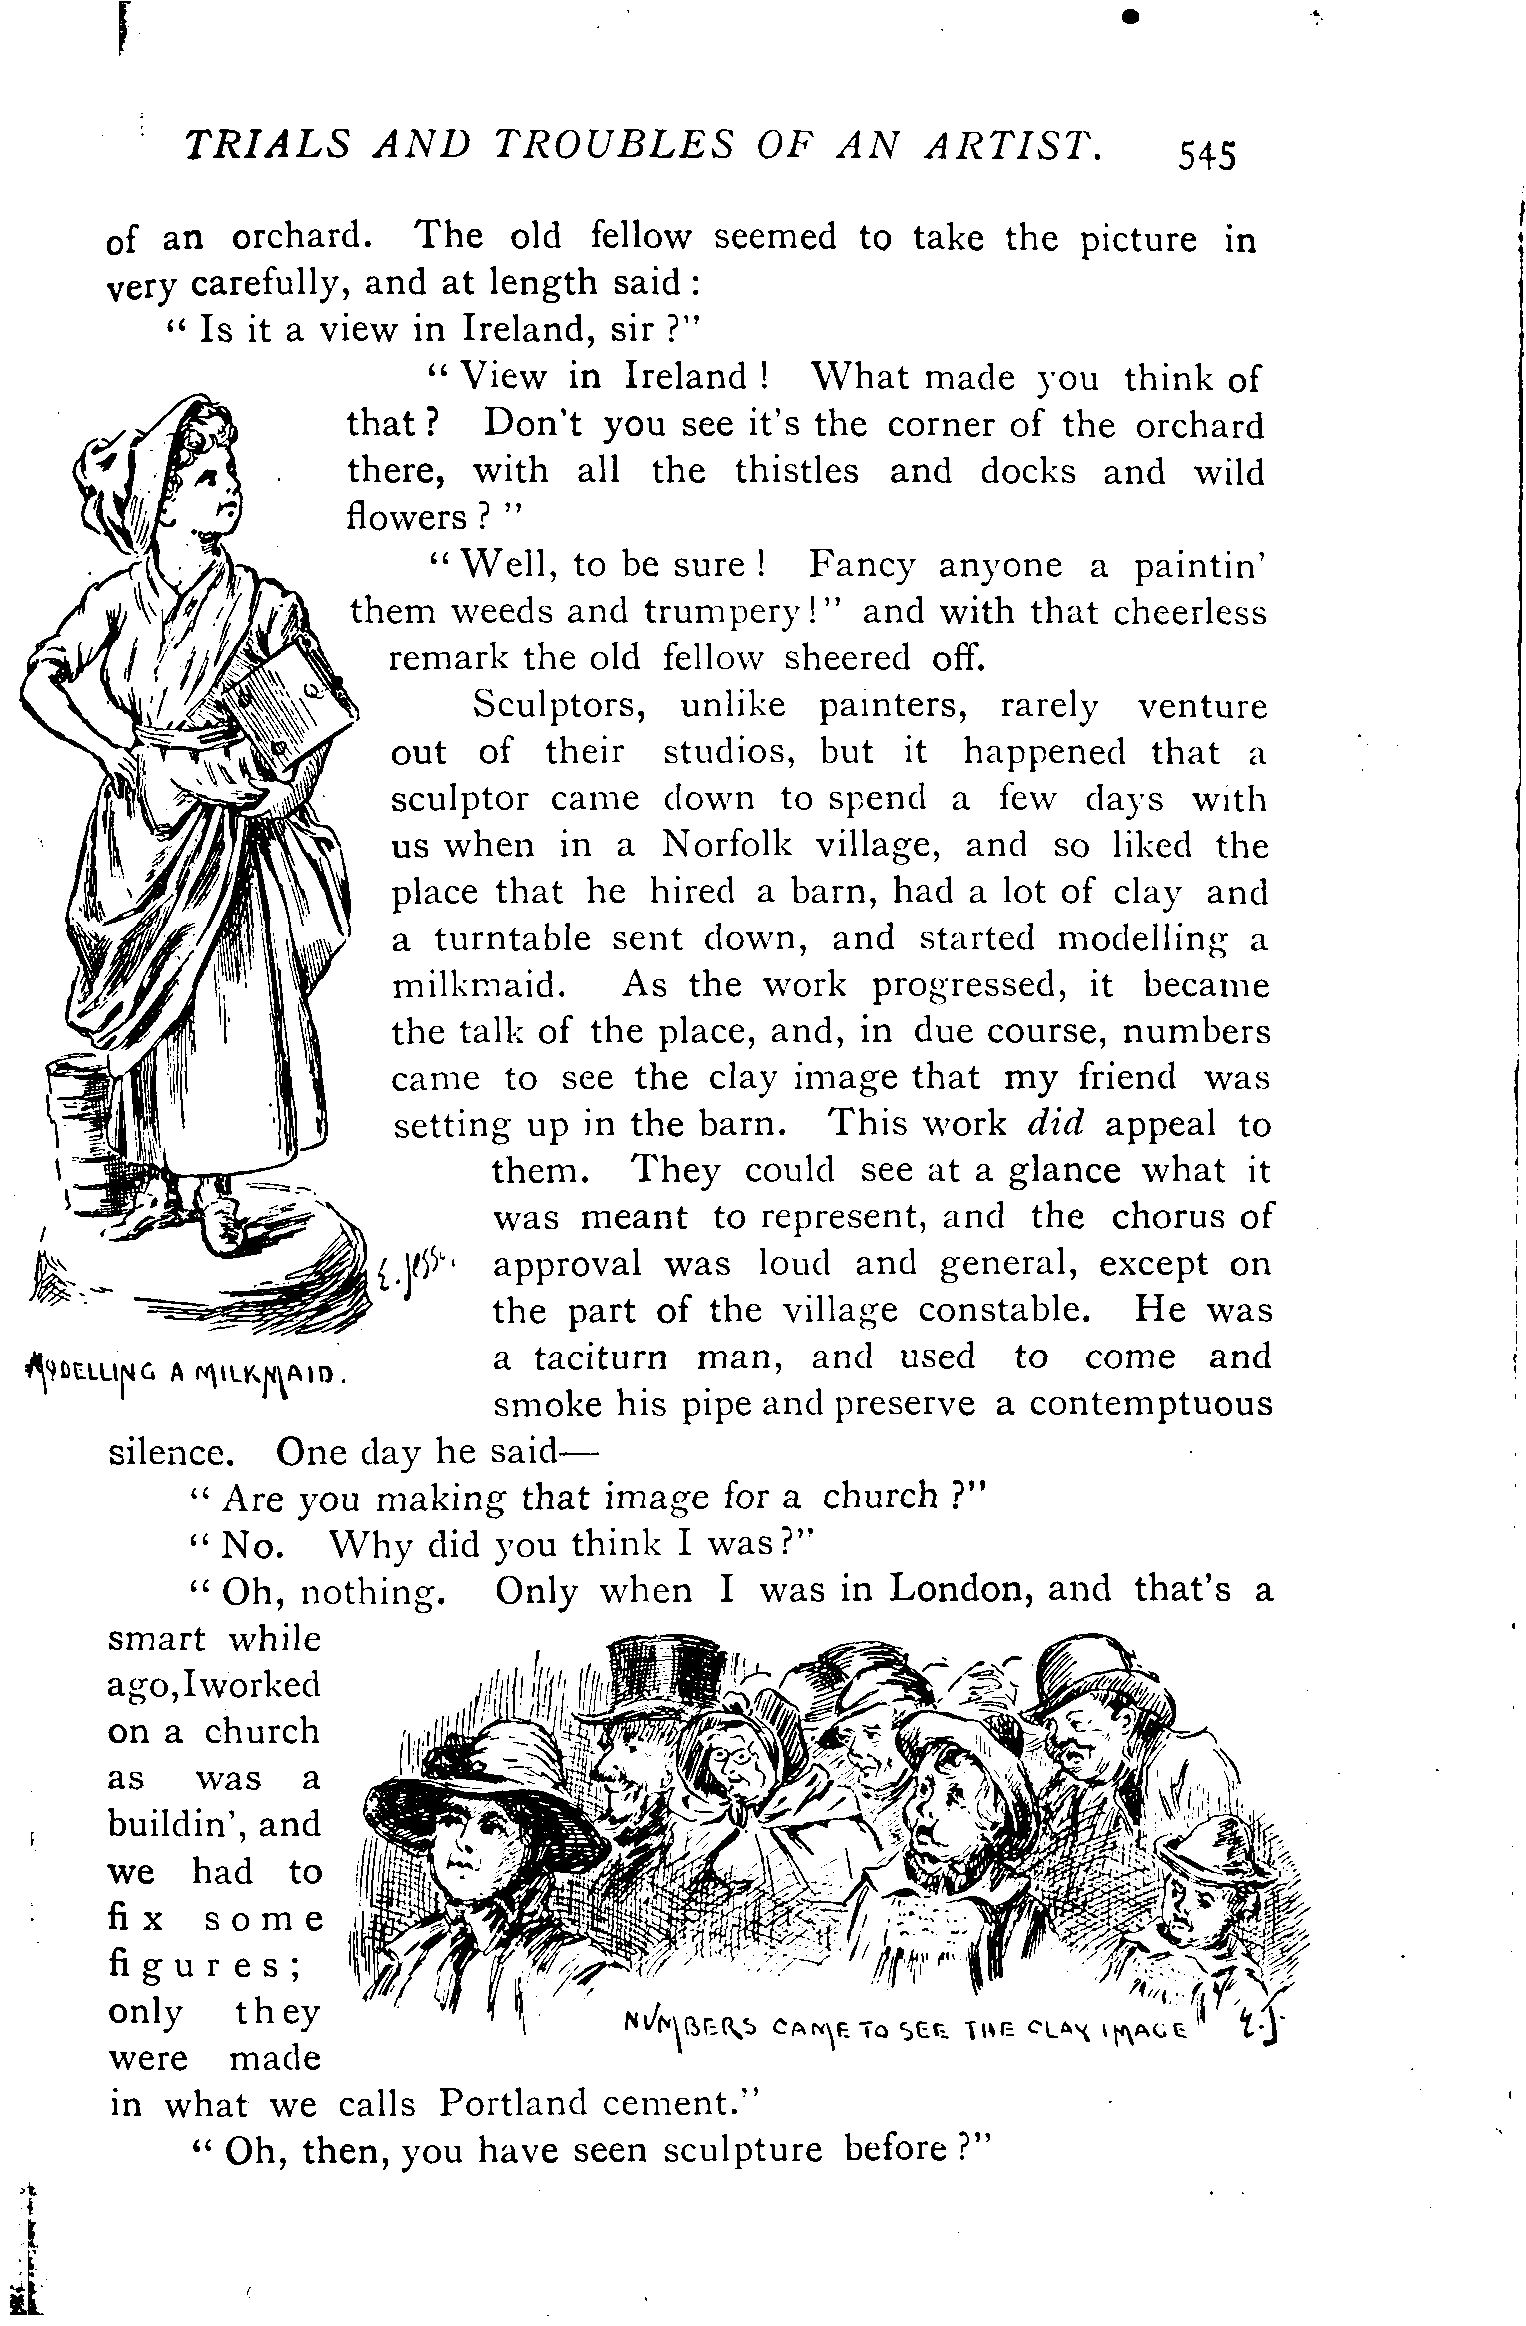 TRIALS AND TROUBLES OF AN ARTIST. 545
of an orchard. The old fellow seemed to take the picture in
very carefully, and at length said :
" Is it a view in Ireland, sir ?"
" View in Ireland ! What made you think of
that ? Don't you see it's the corner of the orchard
there, with all the thistles and docks and wild
flowers ? "
" Well, to be sure ! Fancy anyone a paintin'
them weeds and trumpery !" and with that cheerless
remark the old fellow sheered off.
Sculptors, unlike painters, rarely venture
out of their studios, but it happened that a
sculptor came down to spend a few days with
us when in a Norfolk village, and so liked the
place that he hired a barn, had a lot of clay and
a turntable sent down, and started modelling a
milkmaid. As the work progressed, it became
the talk of the place, and, in due course, numbers
came to see the clay image that my friend was
setting up in the barn. This work did appeal to
them. They could see at a glance what it
was meant to represent, and the chorus of
approval was loud and general, except on
the part of the village constable. He was
a taciturn man, and used to come and
smoke his pipe and preserve a contemptuous
MODELLING A MILKMAID.
silence. One day he said—
" Are you making that image for a church ?"
" No. Why did you think I was ?"
" Oh, nothing. Only when I was in London, and that's a
smart while
ago, I worked
on a church
as was a
buildin', and
we had to
fix some
figures ;
only they
were made
NUMBERS CAME TO SEE THE CLAY IMAGE" E.J.
in what we calls Portland cement."
" Oh, then, you have seen sculpture before ?"